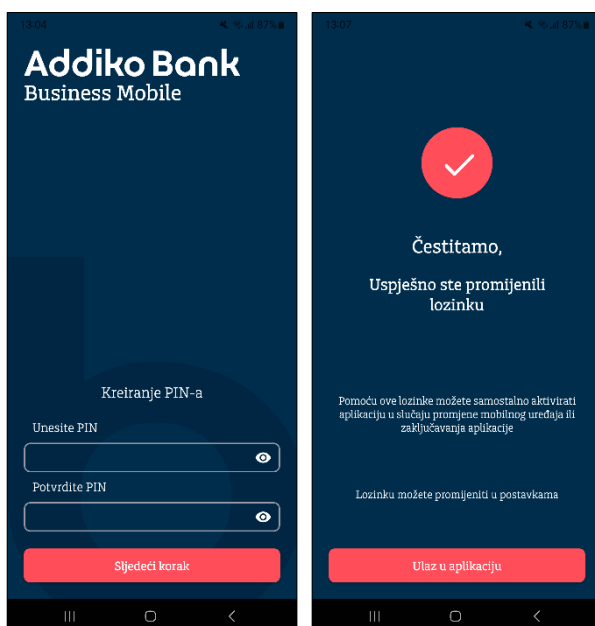 13:04
87%
Addiko Bank
Business Mobile
Kreiranje PIN-a
Unesite PIN
Potvrdite PIN
Sljedeći korak
13:07
87%
Čestitamo,
Uspješno ste promijenili
lozinku
Pomoću ove lozinke možete samostalno aktivirati
aplikaciju u slučaju promjene mobilnog uređaja ili
zaključavanja aplikacije
Lozinku možete promijeniti u postavkama
Ulaz u aplikaciju